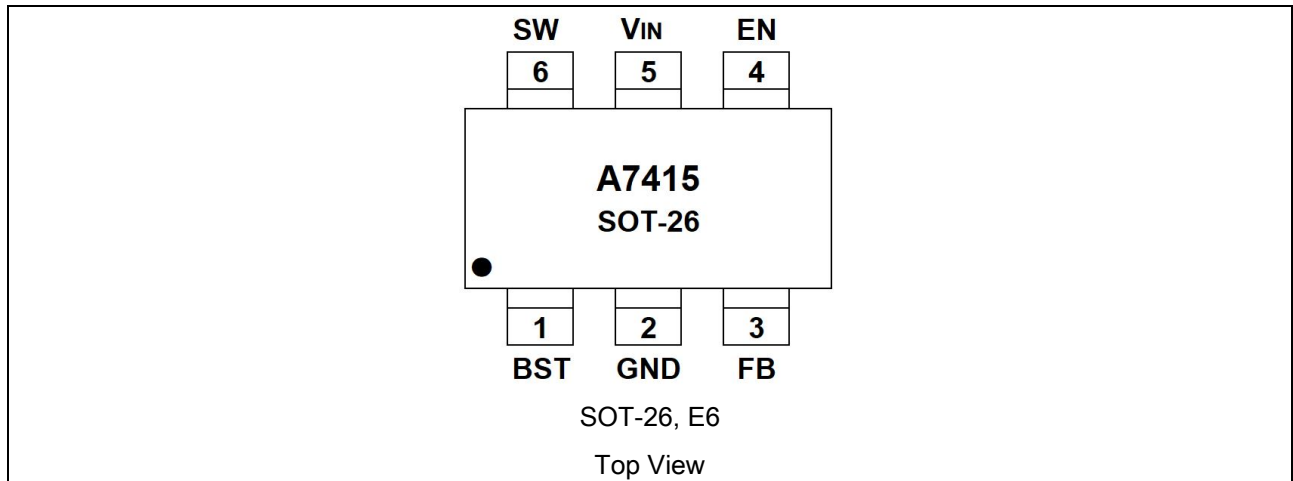 SW VIN EN
6 5 4
A7415
SOT-26
1 2 3
BST GND FB
SOT-26, E6
Top View